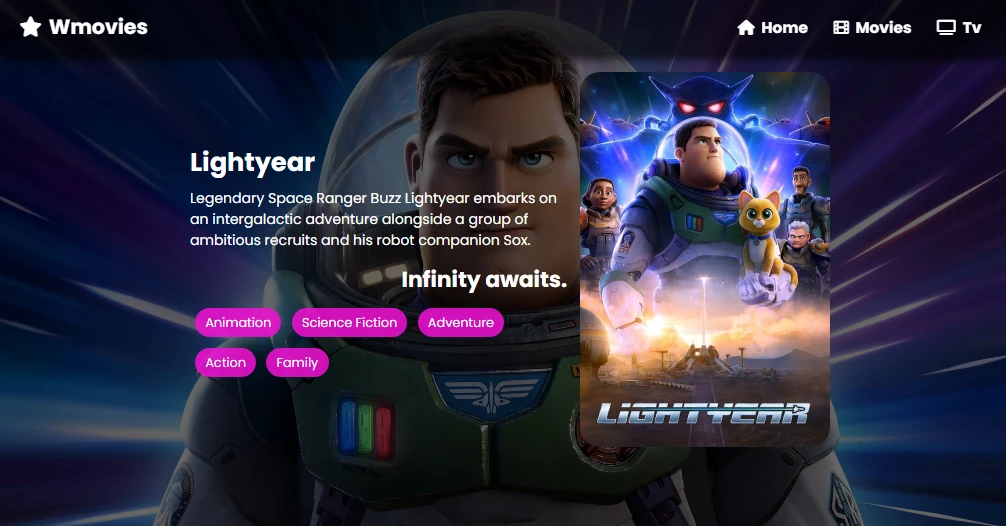 Wmovies
Home
Movies
Tv
Lightyear
Legendary Space Ranger Buzz Lightyear embarks on
an intergalactic adventure alongside a group of
ambitious recruits and his robot companion Sox.
Infinity awaits.
Animation
Science Fiction
Adventure
Action
Family
LIGHTYEAR